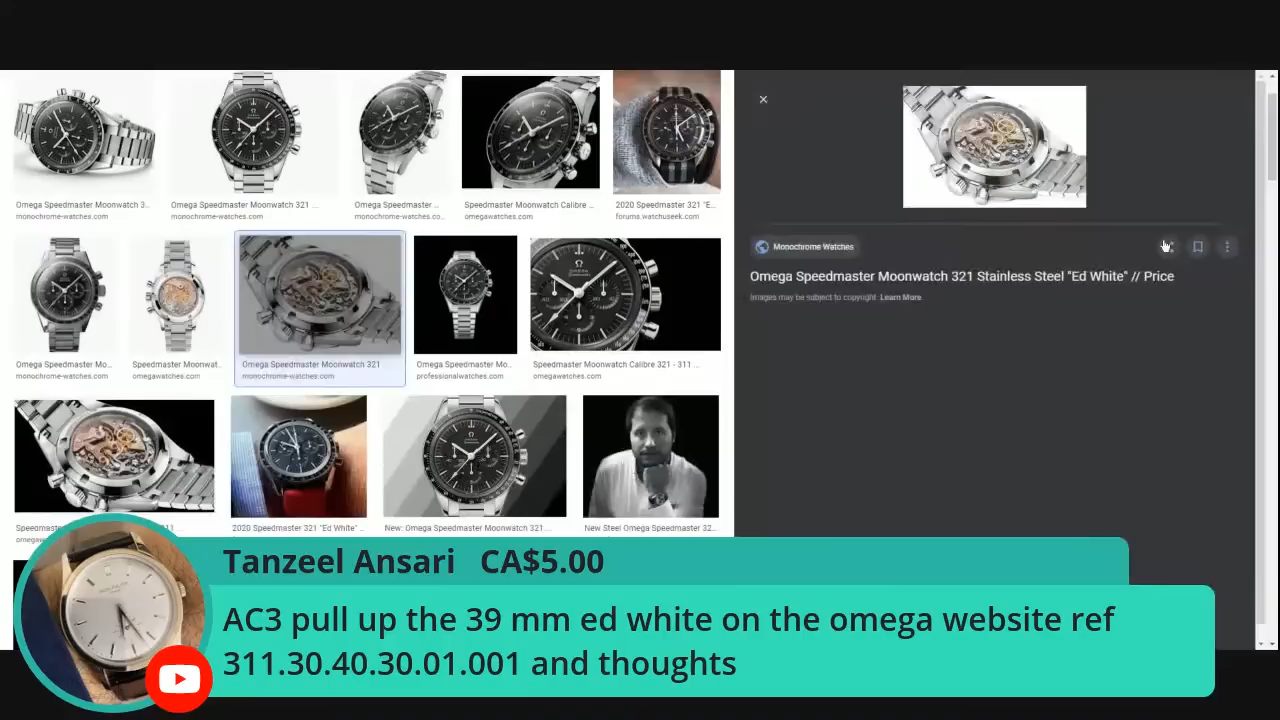 Omega Speedmaster Moonwatch 3...
monochrome-watches.com
Omega Speedmaster Moonwatch 321 ...
monochrome-watches.com
Omega Speedmaster ...
monochrome-watches.co...
Speedmaster Moonwatch Calibre ...
omegawatches.com
2020 Speedmaster 321 "E...
forums.watchuseek.com
Omega Speedmaster Mo...
monochrome-watches.com
Speedmaster Moonwat...
omegawatches.com
Omega Speedmaster Moonwatch 321
monochrome-watches.com
Omega Speedmaster Mo...
professionalwatches.com
Speedmaster Moonwatch Calibre 321 - 311 ...
omegawatches.com
2020 Speedmaster 321 "Ed White" ...
New: Omega Speedmaster Moonwatch 321...
New Steel Omega Speedmaster 32...
Monochrome Watches
Omega Speedmaster Moonwatch 321 Stainless Steel "Ed White" // Price
Images may be subject to copyright. Learn More
Tanzeel Ansari CA$5.00
AC3 pull up the 39 mm ed white on the omega website ref
311.30.40.30.01.001 and thoughts